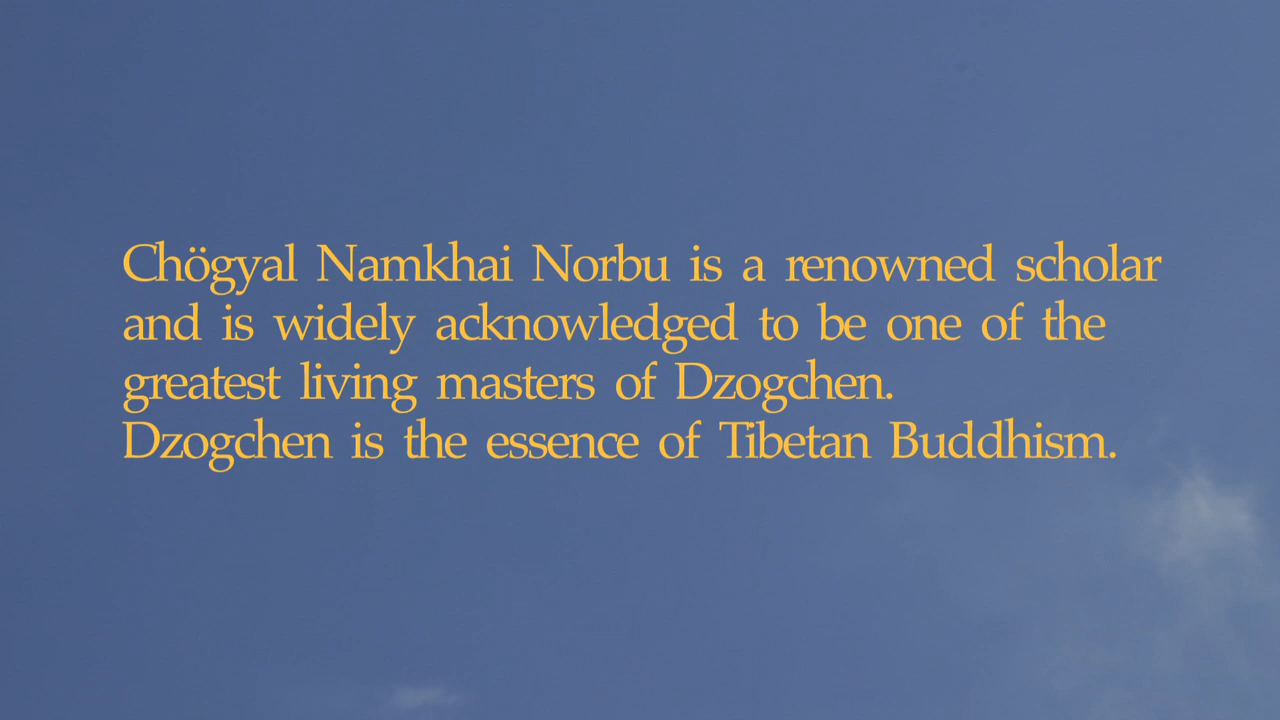 Chögyal Namkhai Norbu is a renowned scholar
and is widely acknowledged to be one of the
greatest living masters of Dzogchen.
Dzogchen is the essence of Tibetan Buddhism.